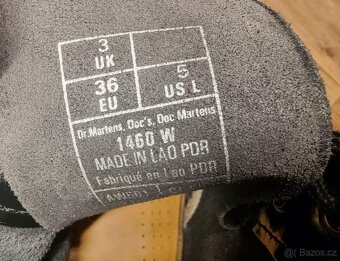 3
UK
36
EU
5
US L
Dr.Martens, Doc's, Doc Martens
1460 W
MADE IN LAO PDR
Fabriqué en Lao PDR
Bazoš.cz